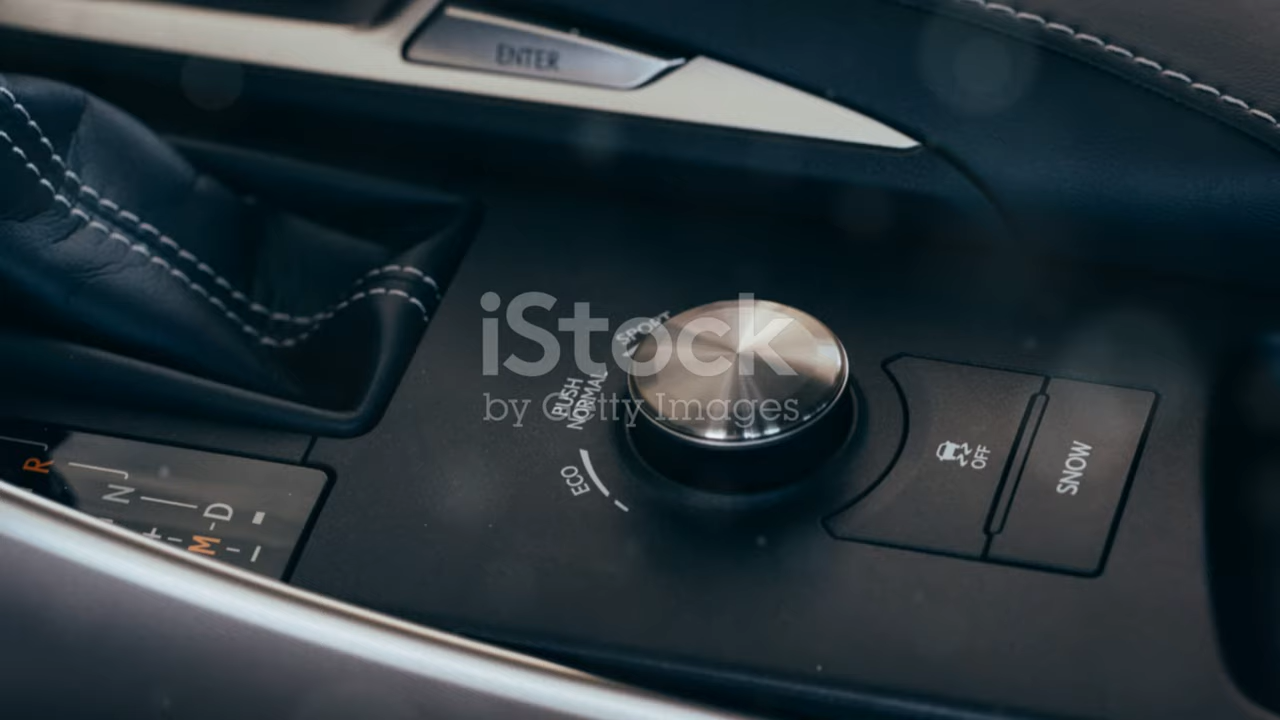 ENTER
iStock
by Getty Images
SPORT
PUSH
NORMAL
ECO
OFF
SNOW
R
N
D
+
M
-